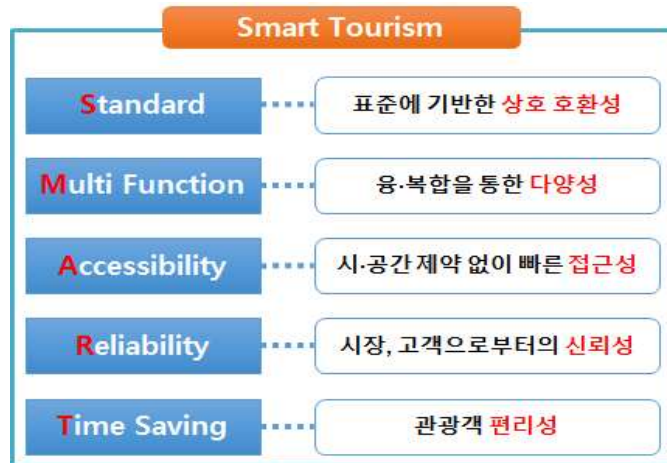 Smart Tourism
Standard
표준에 기반한 상호 호환성
Multi Function
융·복합을 통한 다양성
Accessibility
시·공간 제약 없이 빠른 접근성
Reliability
시장, 고객으로부터의 신뢰성
Time Saving
관광객 편리성